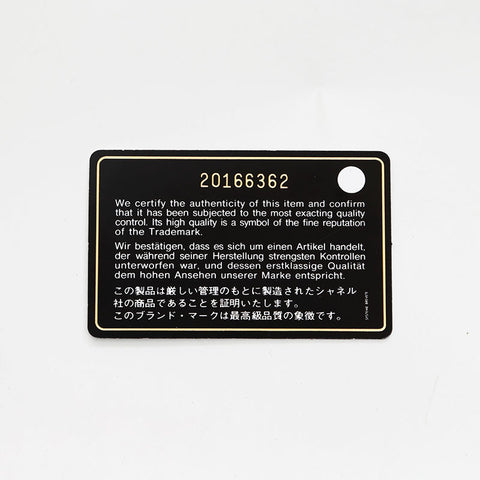 20166362
We certify the authenticity of this item and confirm
that it has been subjected to the most exacting quality
control. Its high quality is a symbol of the fine reputation
of the Trademark.
Wir bestätigen, dass es sich um einen Artikel handelt,
der während seiner Herstellung strengsten Kontrollen
unterworfen war, und dessen erstklassige Qualität
dem hohen Ansehen unserer Marke entspricht.
この製品は厳しい管理のもとに製造されたシャネル
社の商品であることを証明いたします。
このブランド・マークは最高級品質の象徴です。